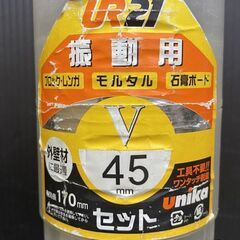 UR21
振動用
ブロック・レンガ モルタル 石膏ボード
V
外壁材
に最適
45
mm
170mm
工具不要!!
ワンタッチ着脱
unika
セット